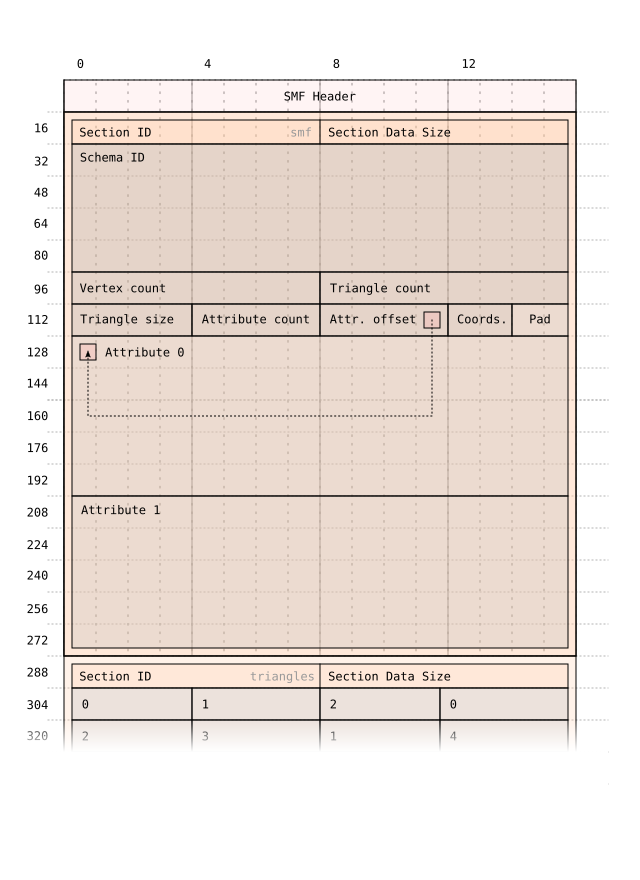 0 4 8 12
SMF Header
16 Section ID smf Section Data Size
32 Schema ID
48
64
80
96 Vertex count Triangle count
112 Triangle size Attribute count Attr. offset Coords. Pad
128 Attribute 0
144
160
176
192
208 Attribute 1
224
240
256
272
288 Section ID triangles Section Data Size
304 0 1 2 0
320 2 3 1 4